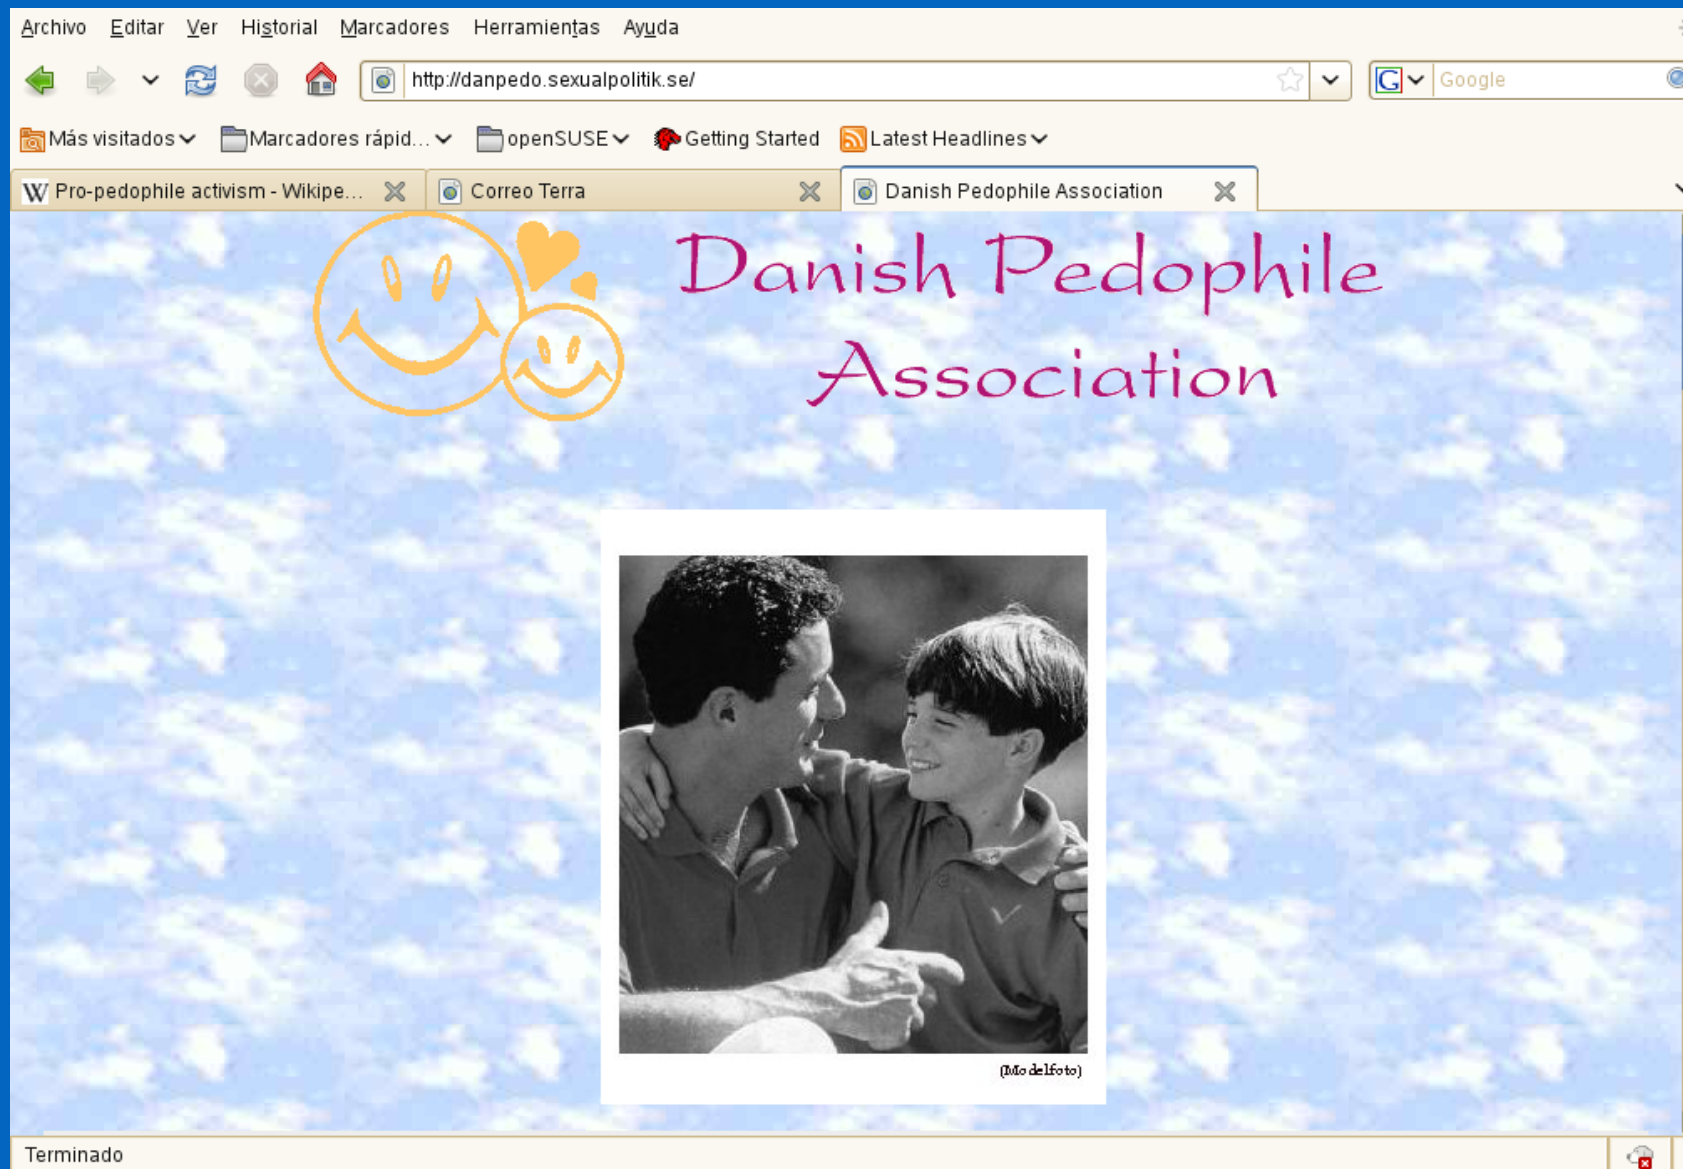 Archivo Editar Ver Historial Marcadores Herramientas Ayuda
http://danpedo.sexualpolitik.se/ G Google
Más visitados Marcadores rápid... openSUSE Getting Started Latest Headlines
W Pro-pedophile activism - Wikipe... Correo Terra Danish Pedophile Association
Danish Pedophile
Association
(Modelfoto)
Terminado